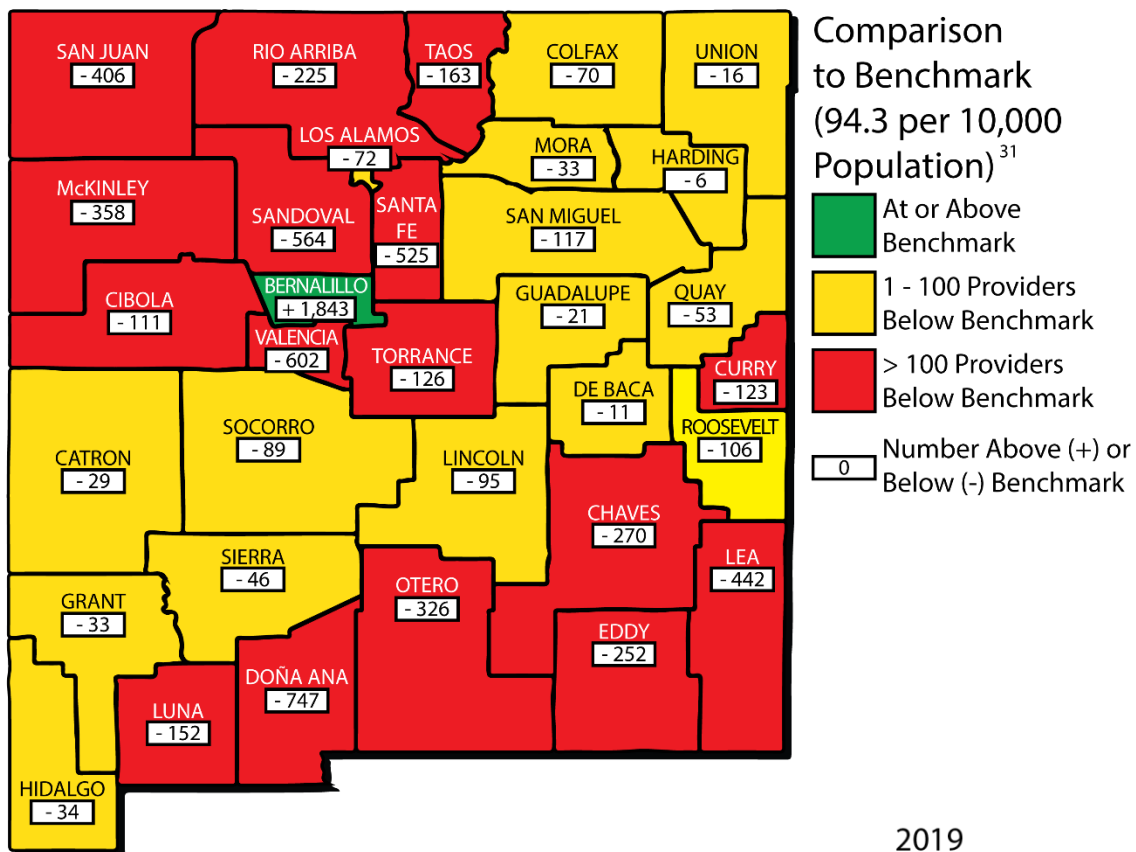 SAN JUAN
- 406
RIO ARRIBA
- 225
TAOS
- 163
COLFAX
- 70
UNION
- 16
LOS ALAMOS
- 72
MORA
- 33
HARDING
- 6
McKINLEY
- 358
SANDOVAL
- 564
SANTA
FE
- 525
SAN MIGUEL
- 117
BERNALILLO
+ 1,843
GUADALUPE
- 21
QUAY
- 53
CIBOLA
- 111
VALENCIA
- 602
TORRANCE
- 126
CURRY
- 123
DE BACA
- 11
ROOSEVELT
- 106
CATRON
- 29
SOCORRO
- 89
LINCOLN
- 95
CHAVES
- 270
LEA
- 442
SIERRA
- 46
GRANT
- 33
OTERO
- 326
EDDY
- 252
DOÑA ANA
- 747
LUNA
- 152
HIDALGO
- 34
Comparison
to Benchmark
(94.3 per 10,000
Population) 31
At or Above
Benchmark
1 - 100 Providers
Below Benchmark
> 100 Providers
Below Benchmark
0
Number Above (+) or
Below (-) Benchmark
2019